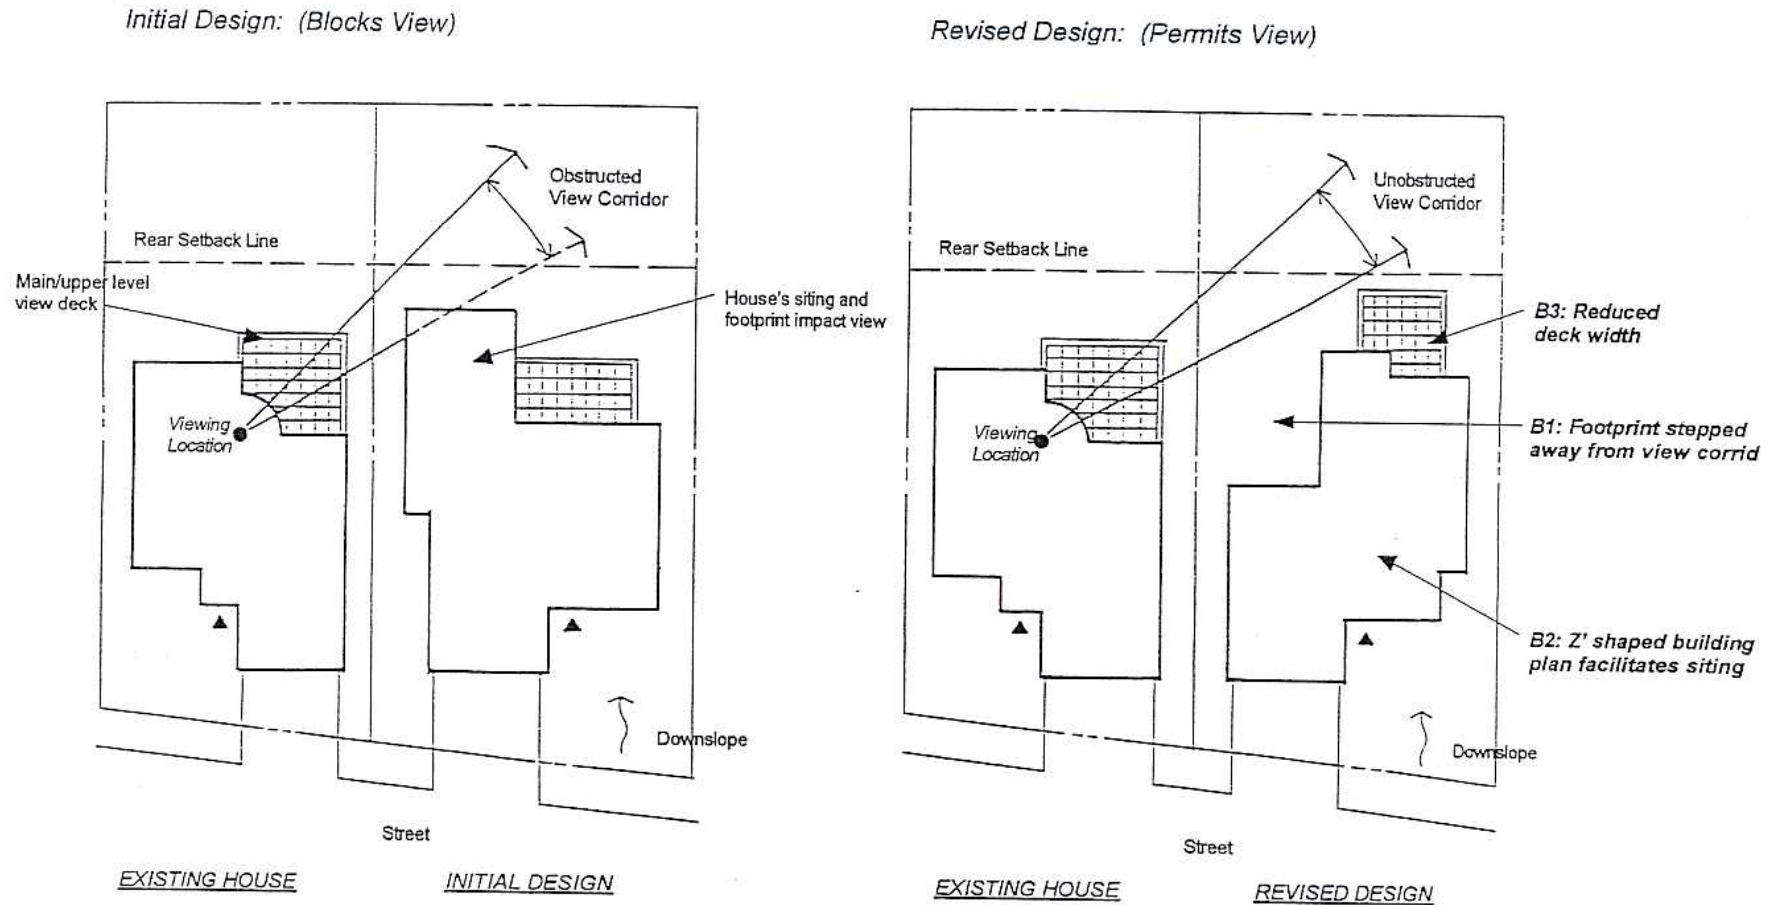 Initial Design: (Blocks View)
Obstructed
View Corridor
Rear Setback Line
Main/upper level
view deck
House's siting and
footprint impact view
Viewing
Location
Downslope
Street
EXISTING HOUSE
INITIAL DESIGN
Revised Design: (Permits View)
Unobstructed
View Corridor
Rear Setback Line
B3: Reduced
deck width
B1: Footprint stepped
away from view corrid
Viewing
Location
B2: Z' shaped building
plan facilitates siting
Downslope
Street
EXISTING HOUSE
REVISED DESIGN